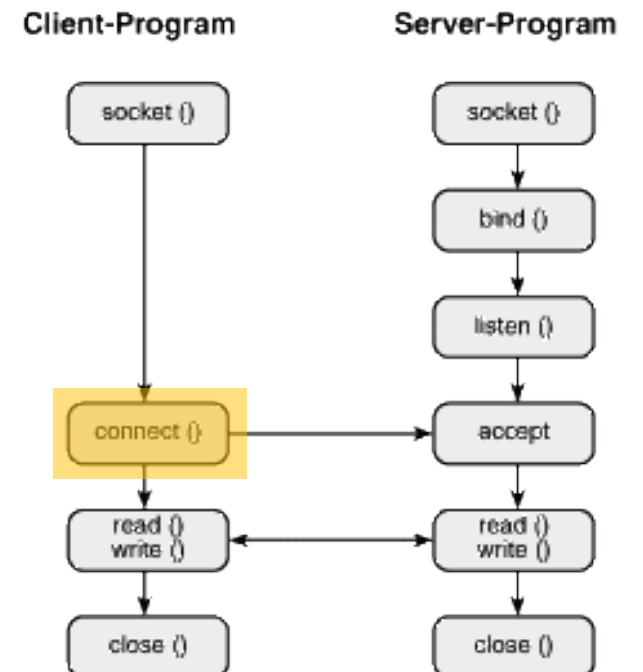 Client-Program
Server-Program
socket ()
socket ()
bind ()
listen ()
connect ()
accept
read ()
write ()
read ()
write ()
close ()
close ()